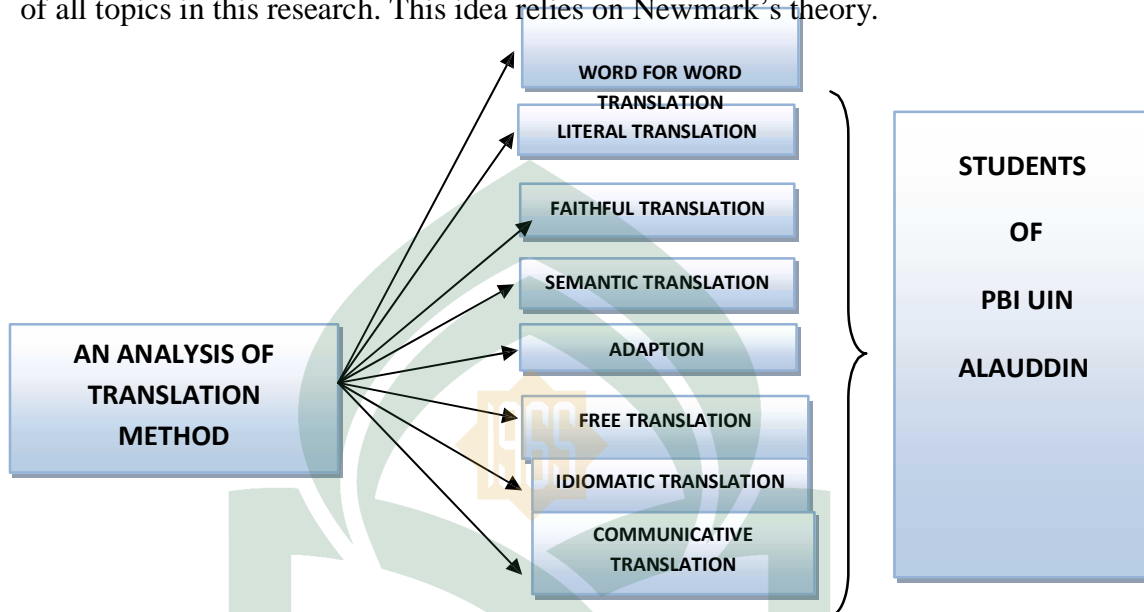 of all topics in this research. This idea relies on Newmark’s theory.
WORD FOR WORD
TRANSLATION
LITERAL TRANSLATION
FAITHFUL TRANSLATION
SEMANTIC TRANSLATION
ADAPTION
FREE TRANSLATION
IDIOMATIC TRANSLATION
COMMUNICATIVE
TRANSLATION
AN ANALYSIS OF
TRANSLATION
METHOD
STUDENTS
OF
PBI UIN
ALAUDDIN
1965